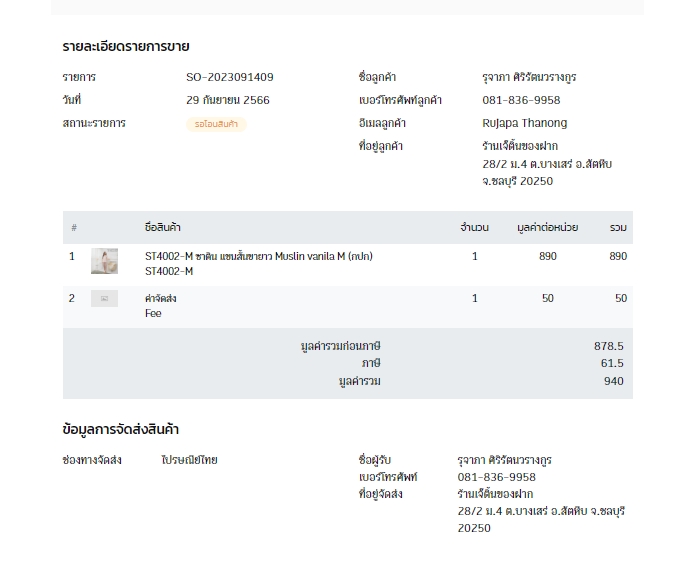 รายละเอียดรายการขาย
รายการ SO-2023091409 ชื่อลูกค้า รุจาภา ศิริรัตนวรางกูร
วันที่ 29 กันยายน 2566 เบอร์โทรศัพท์ลูกค้า 081-836-9958
สถานะรายการ รอโอนสินค้า อีเมลลูกค้า Rujapa Thanong
ที่อยู่ลูกค้า ร้านเจ๊ติ๋มของฝาก
28/2 ม.4 ต.บางเสร่ อ.สัตหีบ
จ.ชลบุรี 20250
# ชื่อสินค้า จำนวน มูลค่าต่อหน่วย รวม
1 ST4002-M ซาติน แขนสั้นขายาว Muslin vanila M (กปก) 1 890 890
ST4002-M
2 ค่าจัดส่ง 1 50 50
Fee
มูลค่ารวมก่อนภาษี 878.5
ภาษี 61.5
มูลค่ารวม 940
ข้อมูลการจัดส่งสินค้า
ช่องทางจัดส่ง ไปรษณีย์ไทย ชื่อผู้รับ รุจาภา ศิริรัตนวรางกูร
เบอร์โทรศัพท์ 081-836-9958
ที่อยู่จัดส่ง ร้านเจ๊ติ๋มของฝาก
28/2 ม.4 ต.บางเสร่ อ.สัตหีบ จ.ชลบุรี
20250